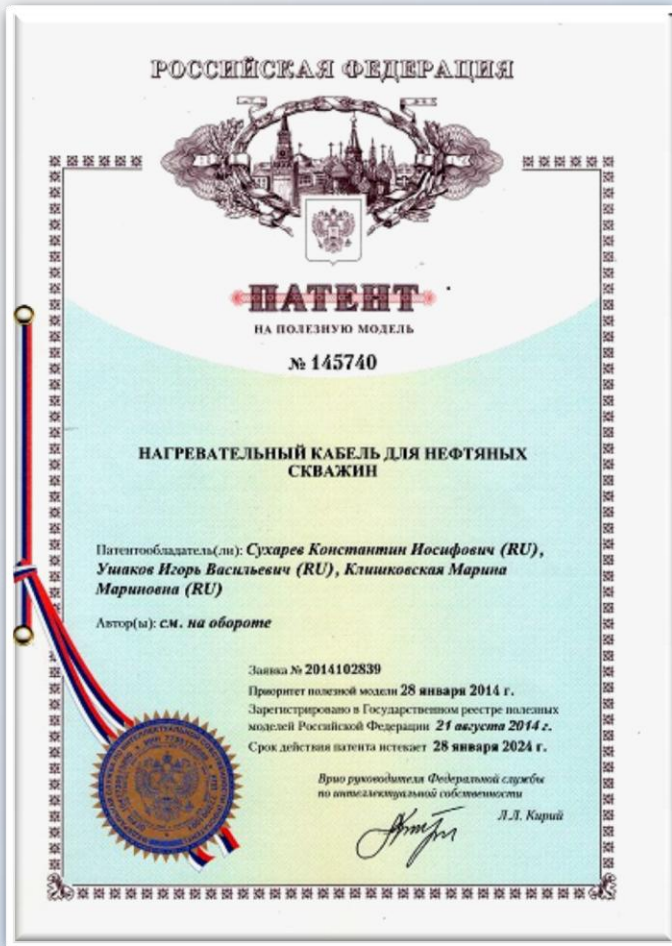 РОССИЙСКАЯ ФЕДЕРАЦИЯ
ПАТЕНТ
НА ПОЛЕЗНУЮ МОДЕЛЬ
№ 145740
НАГРЕВАТЕЛЬНЫЙ КАБЕЛЬ ДЛЯ НЕФТЯНЫХ
СКВАЖИН
Патентообладатель(ли): Сухарев Константин Иосифович (RU),
Ушаков Игорь Васильевич (RU), Клишковская Марина
Мариновна (RU)
Автор(ы): см. на обороте
Заявка № 2014102839
Приоритет полезной модели 28 января 2014 г.
Зарегистрировано в Государственном реестре полезных
моделей Российской Федерации 21 августа 2014 г.
Срок действия патента истекает 28 января 2024 г.
Врио руководителя Федеральной службы
по интеллектуальной собственности
Л.Л. Кирий